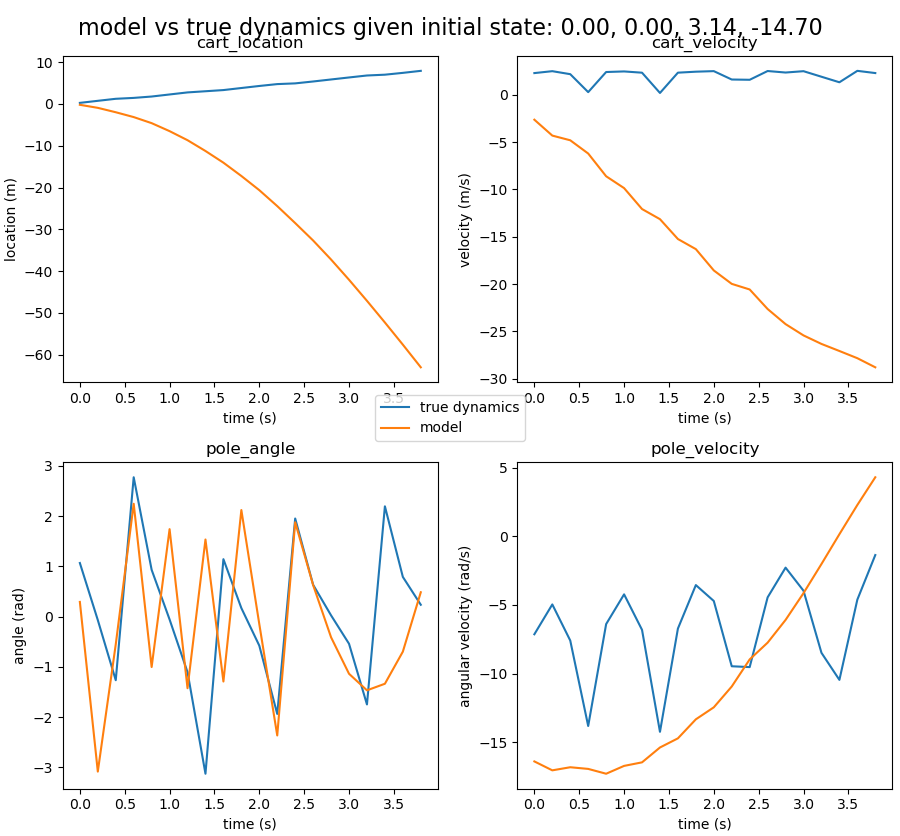 model vs true dynamics given initial state: 0.00, 0.00, 3.14, -14.70
cart_location
cart_velocity
10
0
−10
−20
−30
−40
−50
−60
location (m)
0.0 0.5 1.0 1.5 2.0 2.5 3.0 3.5
time (s)
0
−5
−10
−15
−20
−25
−30
velocity (m/s)
0.0 0.5 1.0 1.5 2.0 2.5 3.0 3.5
time (s)
true dynamics
model
pole_angle
pole_velocity
3
2
1
0
−1
−2
−3
angle (rad)
0.0 0.5 1.0 1.5 2.0 2.5 3.0 3.5
time (s)
5
0
−5
−10
−15
angular velocity (rad/s)
0.0 0.5 1.0 1.5 2.0 2.5 3.0 3.5
time (s)